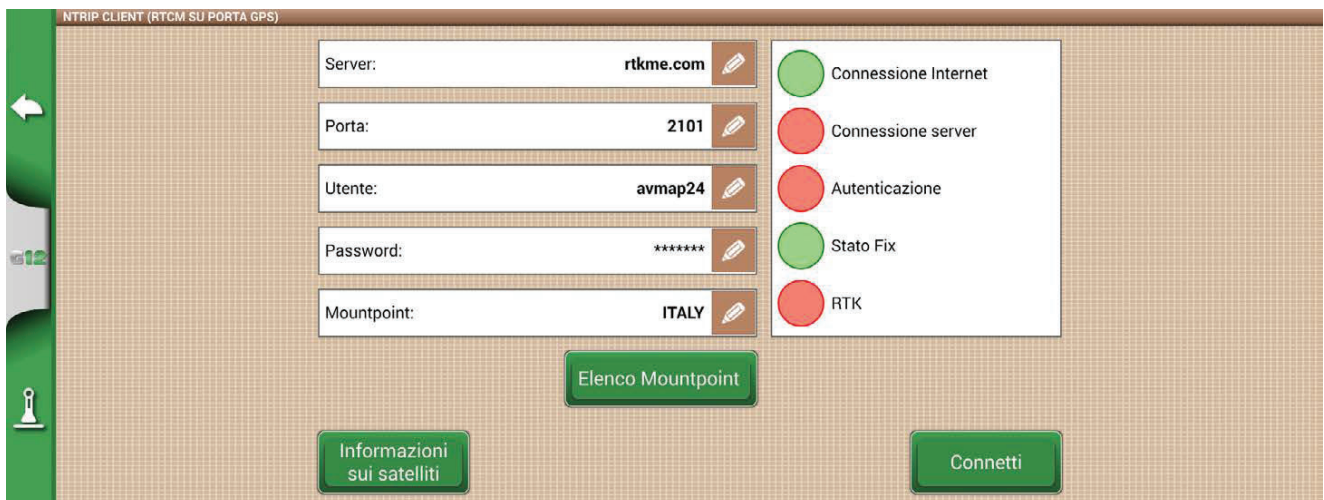 NTRIP CLIENT (RTCM SU PORTA GPS)
Server: rtkme.com
Porta: 2101
Utente: avmap24
Password: *******
Mountpoint: ITALY
Connessione Internet
Connessione server
Autenticazione
Stato Fix
RTK
G12
Elenco Mountpoint
Informazioni
sui satelliti
Connetti